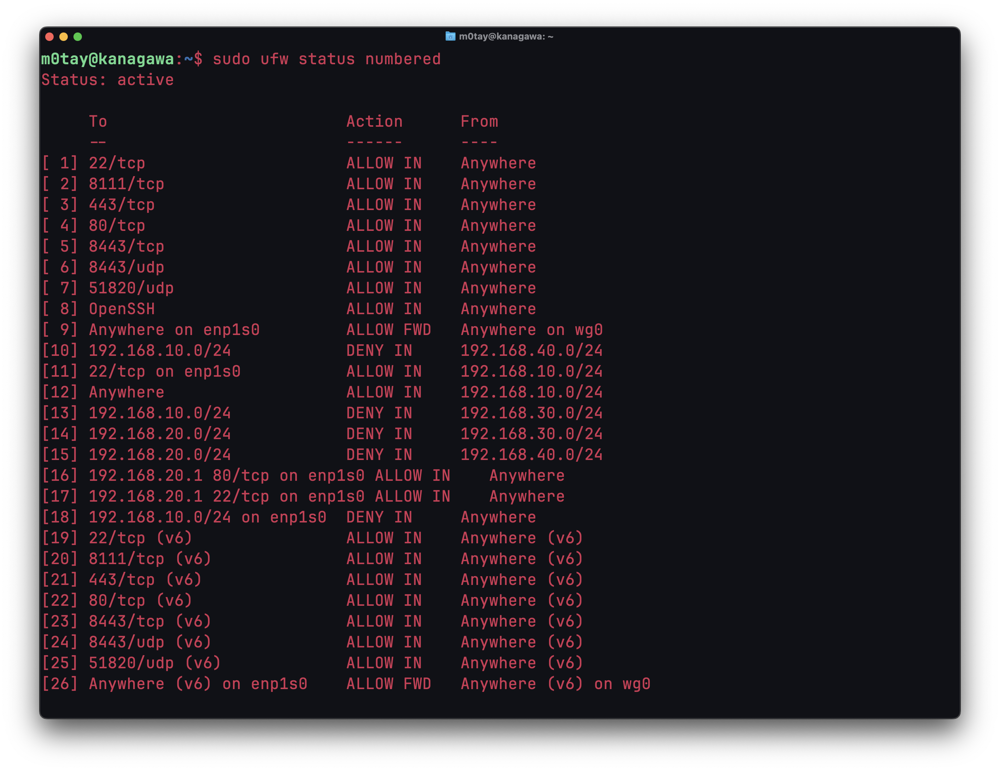 m0tay@kanagawa: ~
m0tay@kanagawa:~$ sudo ufw status numbered
Status: active

     To                         Action      From
     --                         ------      ----
[ 1] 22/tcp                     ALLOW IN    Anywhere
[ 2] 8111/tcp                   ALLOW IN    Anywhere
[ 3] 443/tcp                    ALLOW IN    Anywhere
[ 4] 80/tcp                     ALLOW IN    Anywhere
[ 5] 8443/tcp                   ALLOW IN    Anywhere
[ 6] 8443/udp                   ALLOW IN    Anywhere
[ 7] 51820/udp                  ALLOW IN    Anywhere
[ 8] OpenSSH                    ALLOW IN    Anywhere
[ 9] Anywhere on enp1s0         ALLOW FWD   Anywhere on wg0
[10] 192.168.10.0/24            DENY IN     192.168.40.0/24
[11] 22/tcp on enp1s0           ALLOW IN    192.168.10.0/24
[12] Anywhere                   ALLOW IN    192.168.10.0/24
[13] 192.168.10.0/24            DENY IN     192.168.30.0/24
[14] 192.168.20.0/24            DENY IN     192.168.30.0/24
[15] 192.168.20.0/24            DENY IN     192.168.40.0/24
[16] 192.168.20.1 80/tcp on enp1s0 ALLOW IN    Anywhere
[17] 192.168.20.1 22/tcp on enp1s0 ALLOW IN    Anywhere
[18] 192.168.10.0/24 on enp1s0  DENY IN     Anywhere
[19] 22/tcp (v6)                ALLOW IN    Anywhere (v6)
[20] 8111/tcp (v6)              ALLOW IN    Anywhere (v6)
[21] 443/tcp (v6)               ALLOW IN    Anywhere (v6)
[22] 80/tcp (v6)                ALLOW IN    Anywhere (v6)
[23] 8443/tcp (v6)              ALLOW IN    Anywhere (v6)
[24] 8443/udp (v6)              ALLOW IN    Anywhere (v6)
[25] 51820/udp (v6)             ALLOW IN    Anywhere (v6)
[26] Anywhere (v6) on enp1s0    ALLOW FWD   Anywhere (v6) on wg0